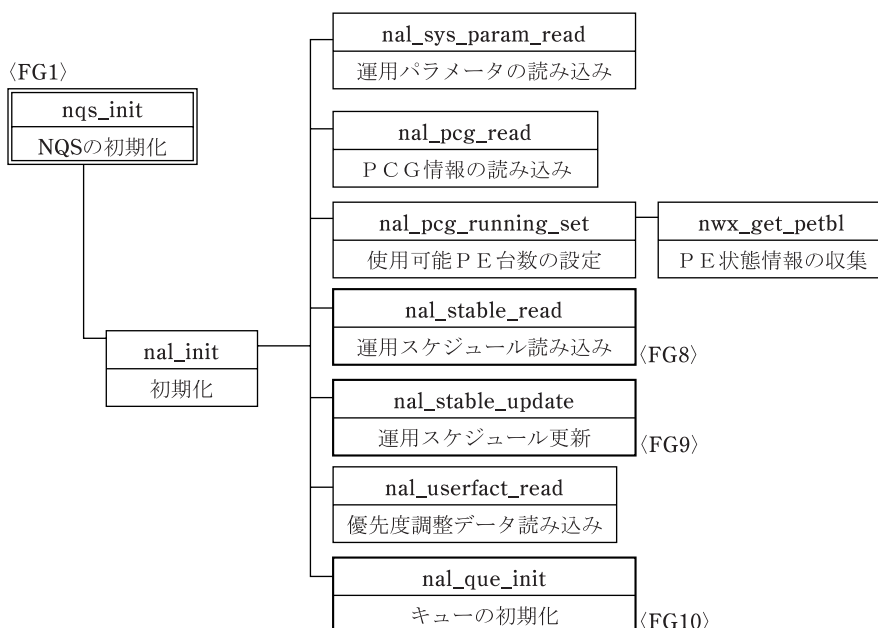 〈FG1〉
nqs_init
NQSの初期化
nal_init
初期化
nal_sys_param_read
運用パラメータの読み込み
nal_pcg_read
ＰＣＧ情報の読み込み
nal_pcg_running_set
使用可能ＰＥ台数の設定
nwx_get_petbl
ＰＥ状態情報の収集
nal_stable_read
運用スケジュール読み込み
〈FG8〉
nal_stable_update
運用スケジュール更新
〈FG9〉
nal_userfact_read
優先度調整データ読み込み
nal_que_init
キューの初期化
〈FG10〉